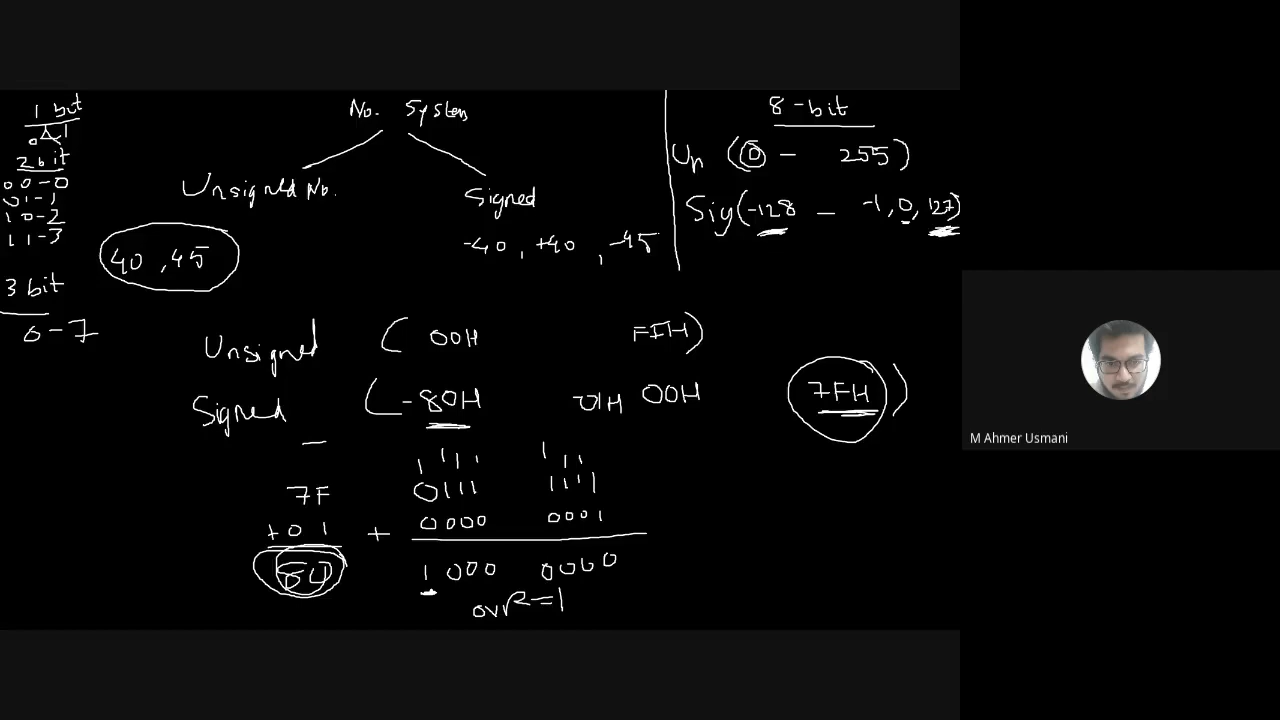 1 bit
0 1
2 bit
00-0
01-1
10-2
11-3
3 bit
0-7
No. System
Unsigned No.
Signed
40, 45
-40, +40, -45
8-bit
Un (0 - 255)
Sig(-128 - -1, 0, 127)
Unsigned (00H FFH)
Signed (-80H 01H 00H 7FH)
1 111 111
7F 0111 1111
+01 + 0000 0001
80 1000 0000
OVR=1
M Ahmer Usmani